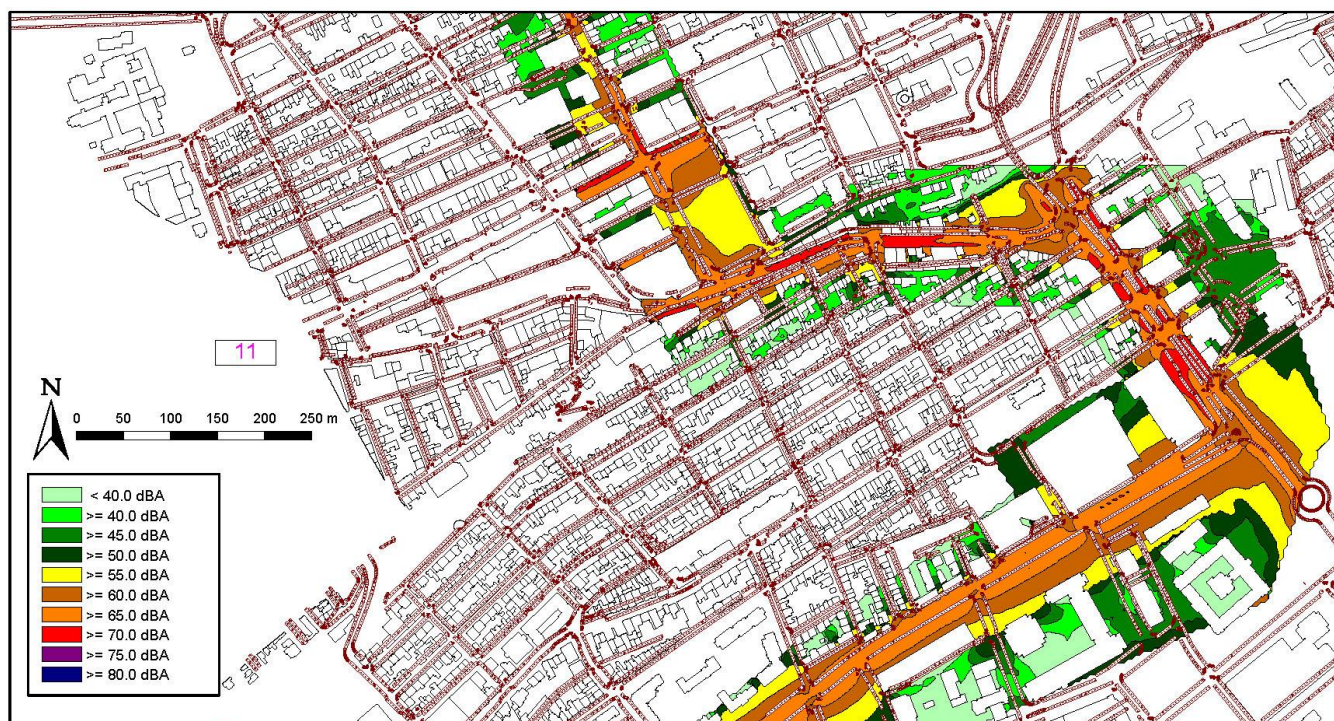 11
N
0 50 100 150 200 250 m
< 40.0 dBA
>= 40.0 dBA
>= 45.0 dBA
>= 50.0 dBA
>= 55.0 dBA
>= 60.0 dBA
>= 65.0 dBA
>= 70.0 dBA
>= 75.0 dBA
>= 80.0 dBA